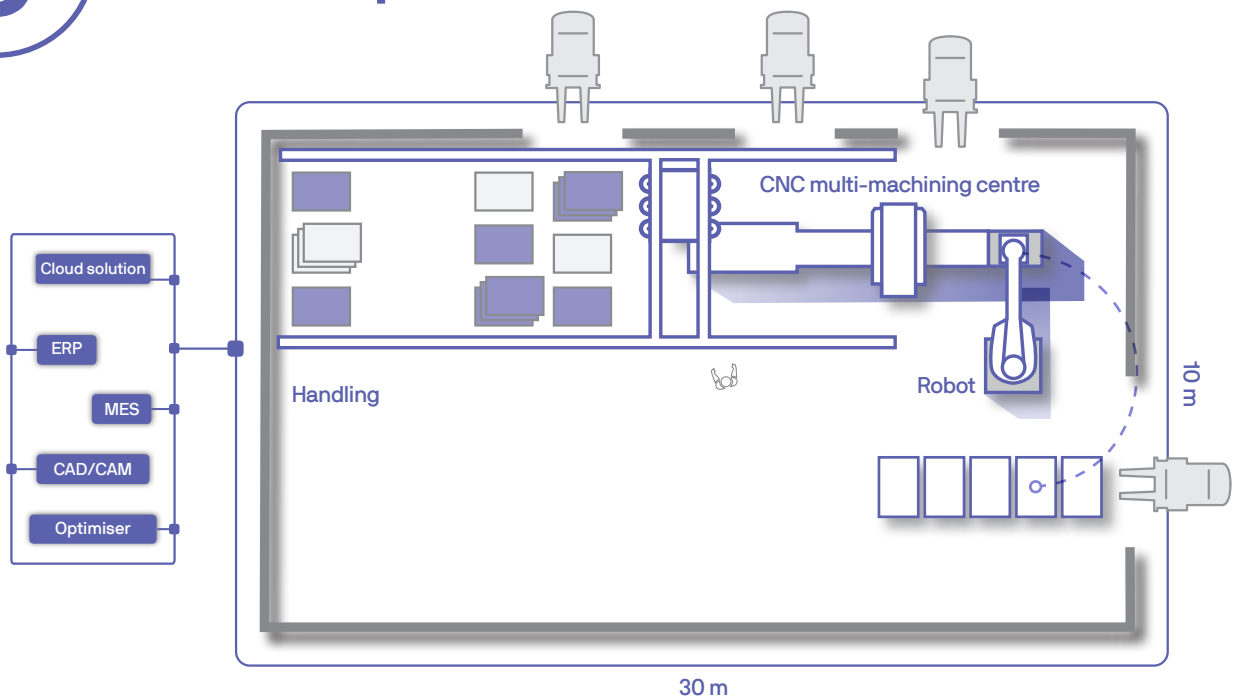 CNC multi-machining centre
Cloud solution
ERP
MES
CAD/CAM
Optimiser
Handling
Robot
10 m
30 m